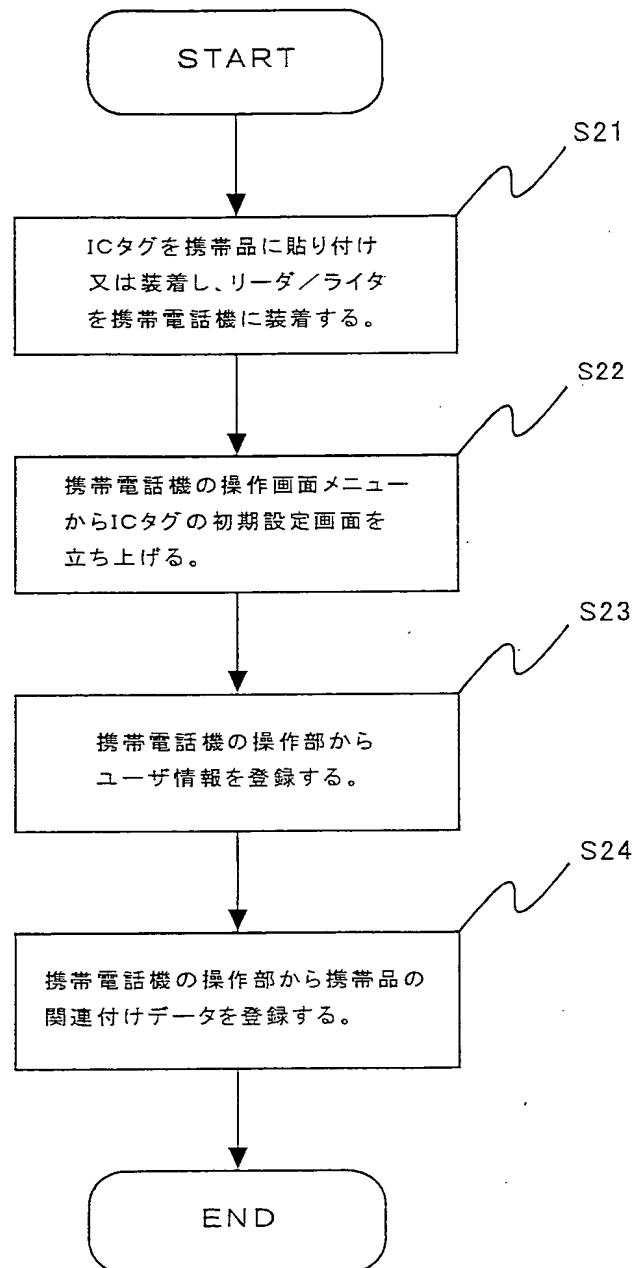 START
S21
ICタグを携帯品に貼り付け
又は装着し、リーダ／ライタ
を携帯電話機に装着する。
S22
携帯電話機の操作画面メニュー
からICタグの初期設定画面を
立ち上げる。
S23
携帯電話機の操作部から
ユーザ情報を登録する。
S24
携帯電話機の操作部から携帯品の
関連付けデータを登録する。
END